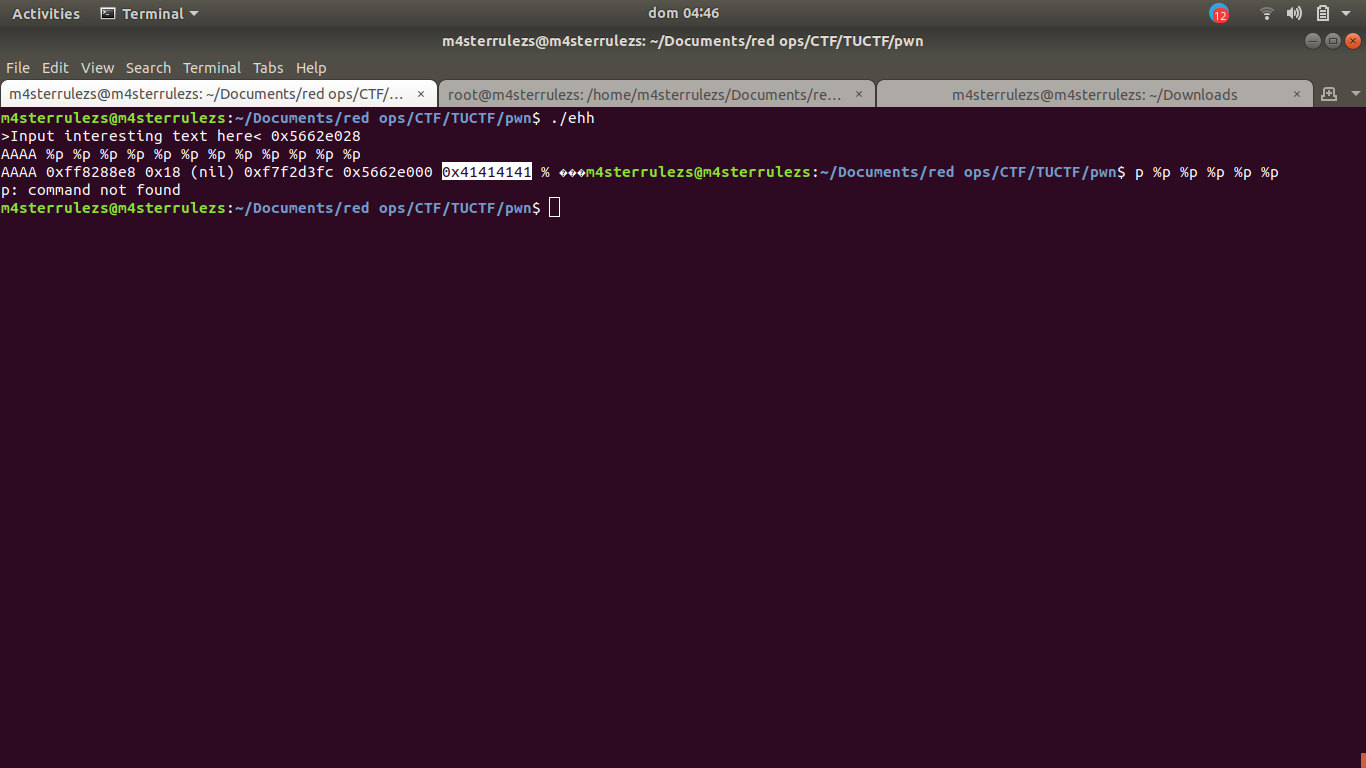 Activities Terminal dom 04:46 12
m4sterrulezs@m4sterrulezs: ~/Documents/red ops/CTF/TUCTF/pwn
File Edit View Search Terminal Tabs Help
m4sterrulezs@m4sterrulezs: ~/Documents/red ops/CTF/... × root@m4sterrulezs: /home/m4sterrulezs/Documents/re... × m4sterrulezs@m4sterrulezs: ~/Downloads ×
m4sterrulezs@m4sterrulezs:~/Documents/red ops/CTF/TUCTF/pwn$ ./ehh
>Input interesting text here< 0x5662e028
AAAA %p %p %p %p %p %p %p %p %p %p %p %p
AAAA 0xff8288e8 0x18 (nil) 0xf7f2d3fc 0x5662e000 0x41414141 % ���m4sterrulezs@m4sterrulezs:~/Documents/red ops/CTF/TUCTF/pwn$ p %p %p %p %p %p
p: command not found
m4sterrulezs@m4sterrulezs:~/Documents/red ops/CTF/TUCTF/pwn$